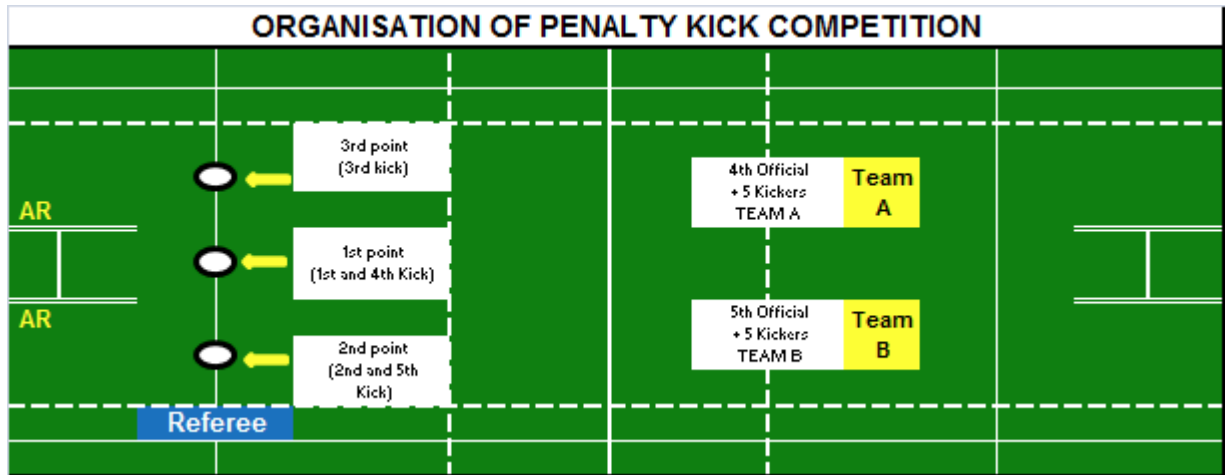 ORGANISATION OF PENALTY KICK COMPETITION
3rd point
(3rd kick)
4th Official
+ 5 Kickers
TEAM A
Team
A
AR
1st point
(1st and 4th Kick)
AR
5th Official
+ 5 Kickers
TEAM B
Team
B
2nd point
(2nd and 5th
Kick)
Referee